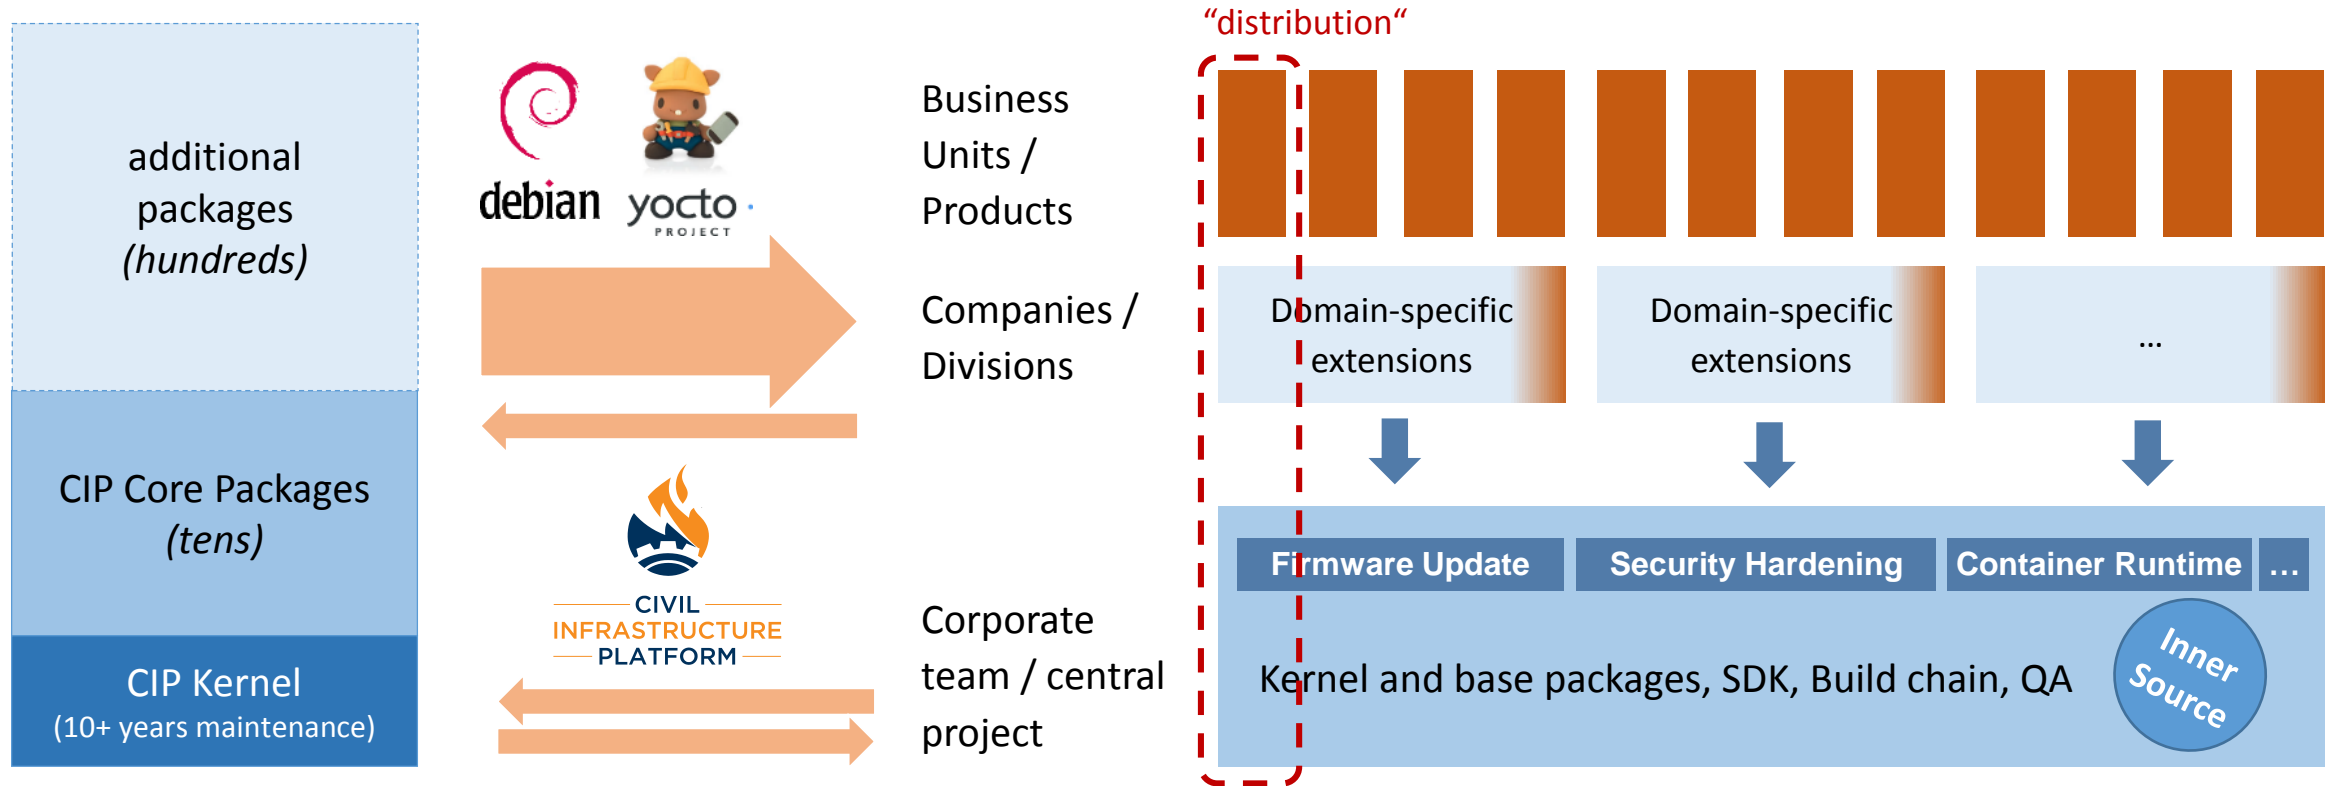 “distribution“
additional
packages
(hundreds)
CIP Core Packages
(tens)
CIP Kernel
(10+ years maintenance)
debian
yocto
PROJECT
CIVIL
INFRASTRUCTURE
PLATFORM
Business
Units /
Products
Companies /
Divisions
Corporate
team / central
project
Domain-specific
extensions
Domain-specific
extensions
...
Firmware Update
Security Hardening
Container Runtime
...
Kernel and base packages, SDK, Build chain, QA
Inner
Source